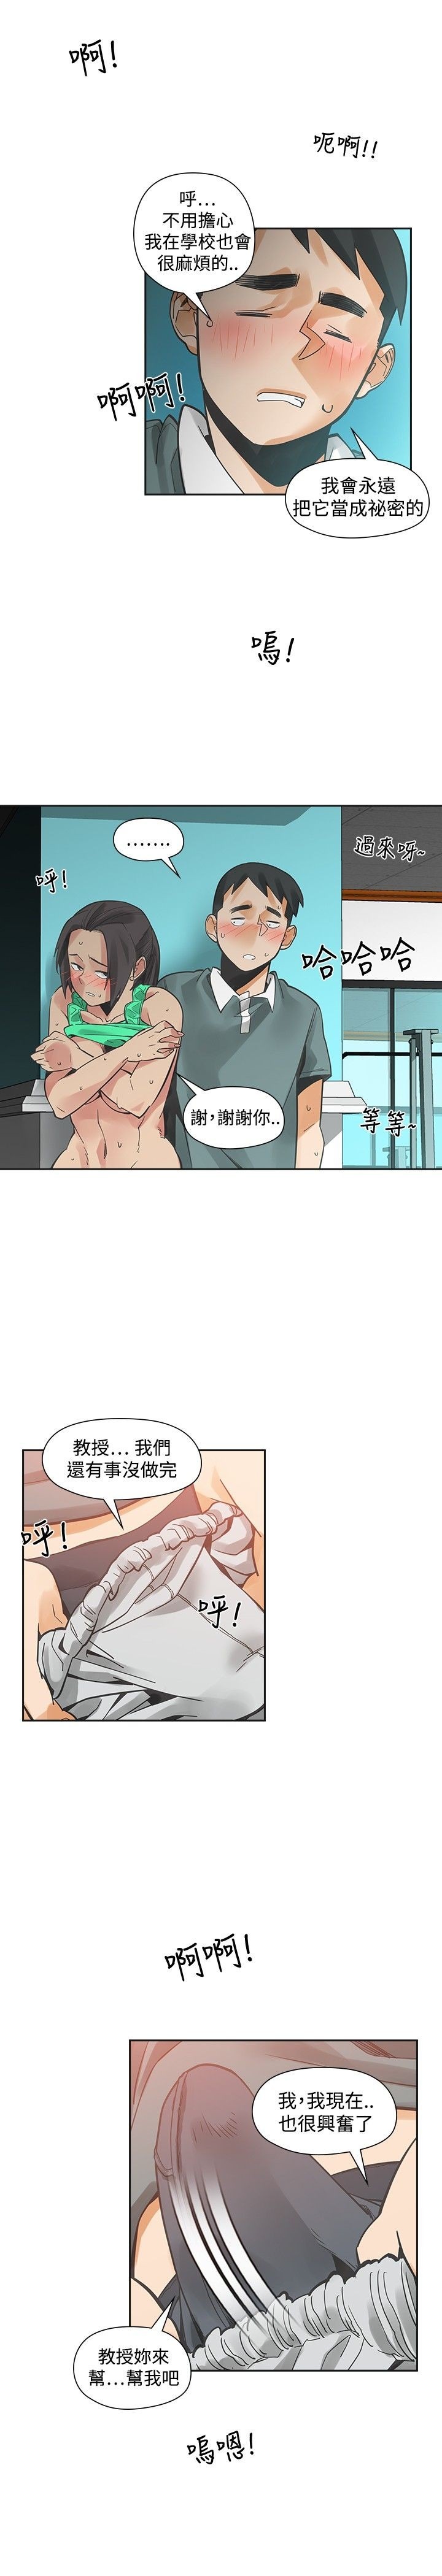 啊!
呃啊!!
呼...
不用擔心
我在學校也會
很麻煩的..
啊啊!
我會永遠
把它當成祕密的
嗚!
.......
過來呀~
呼!
哈哈哈
謝,謝謝你..
等等~
教授... 我們
還有事沒做完
呼!
呼!
啊啊!
我,我現在..
也很興奮了
教授妳來
幫...幫我吧
嗚嗯!